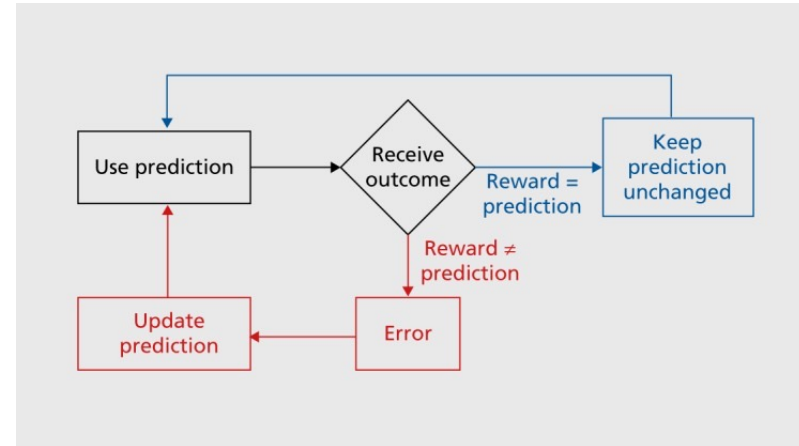 Use prediction
Receive
outcome
Reward =
prediction
Keep
prediction
unchanged
Reward ≠
prediction
Error
Update
prediction